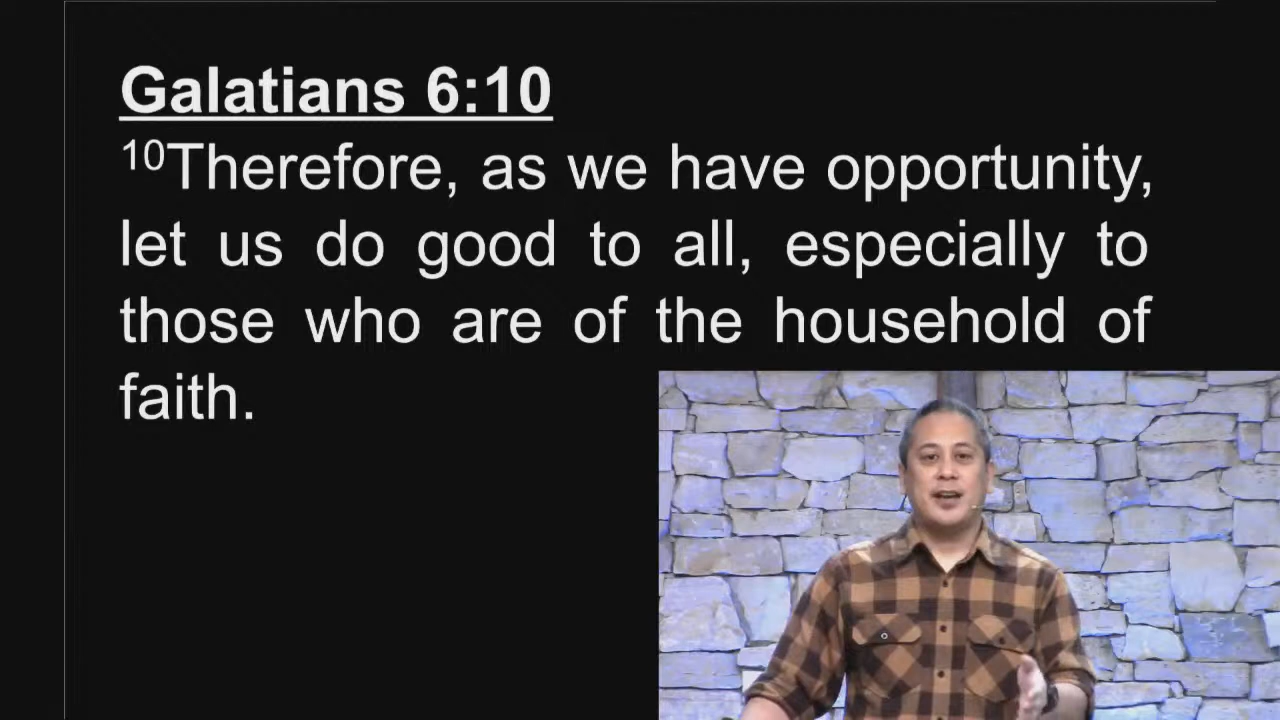 Galatians 6:10
10Therefore, as we have opportunity,
let us do good to all, especially to
those who are of the household of
faith.